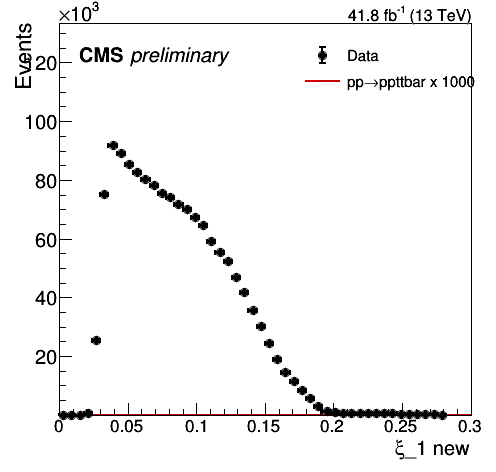 ×10³
41.8 fb⁻¹ (13 TeV)
Events
CMS preliminary
Data
pp→ppttbar x 1000
20
100
80
60
40
20
0 0.05 0.1 0.15 0.2 0.25 0.3
ξ_1 new